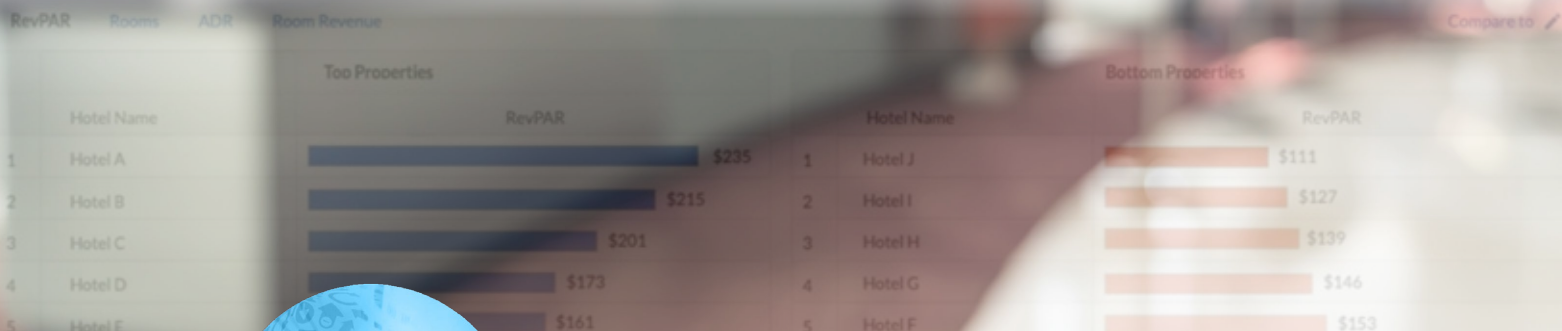 RevPAR Rooms ADR Room Revenue Compare to
Top Properties Bottom Properties
Hotel Name RevPAR Hotel Name RevPAR
1 Hotel A $235 1 Hotel J $111
2 Hotel B $215 2 Hotel I $127
3 Hotel C $201 3 Hotel H $139
4 Hotel D $173 4 Hotel G $146
5 Hotel $161 5 Hotel $153